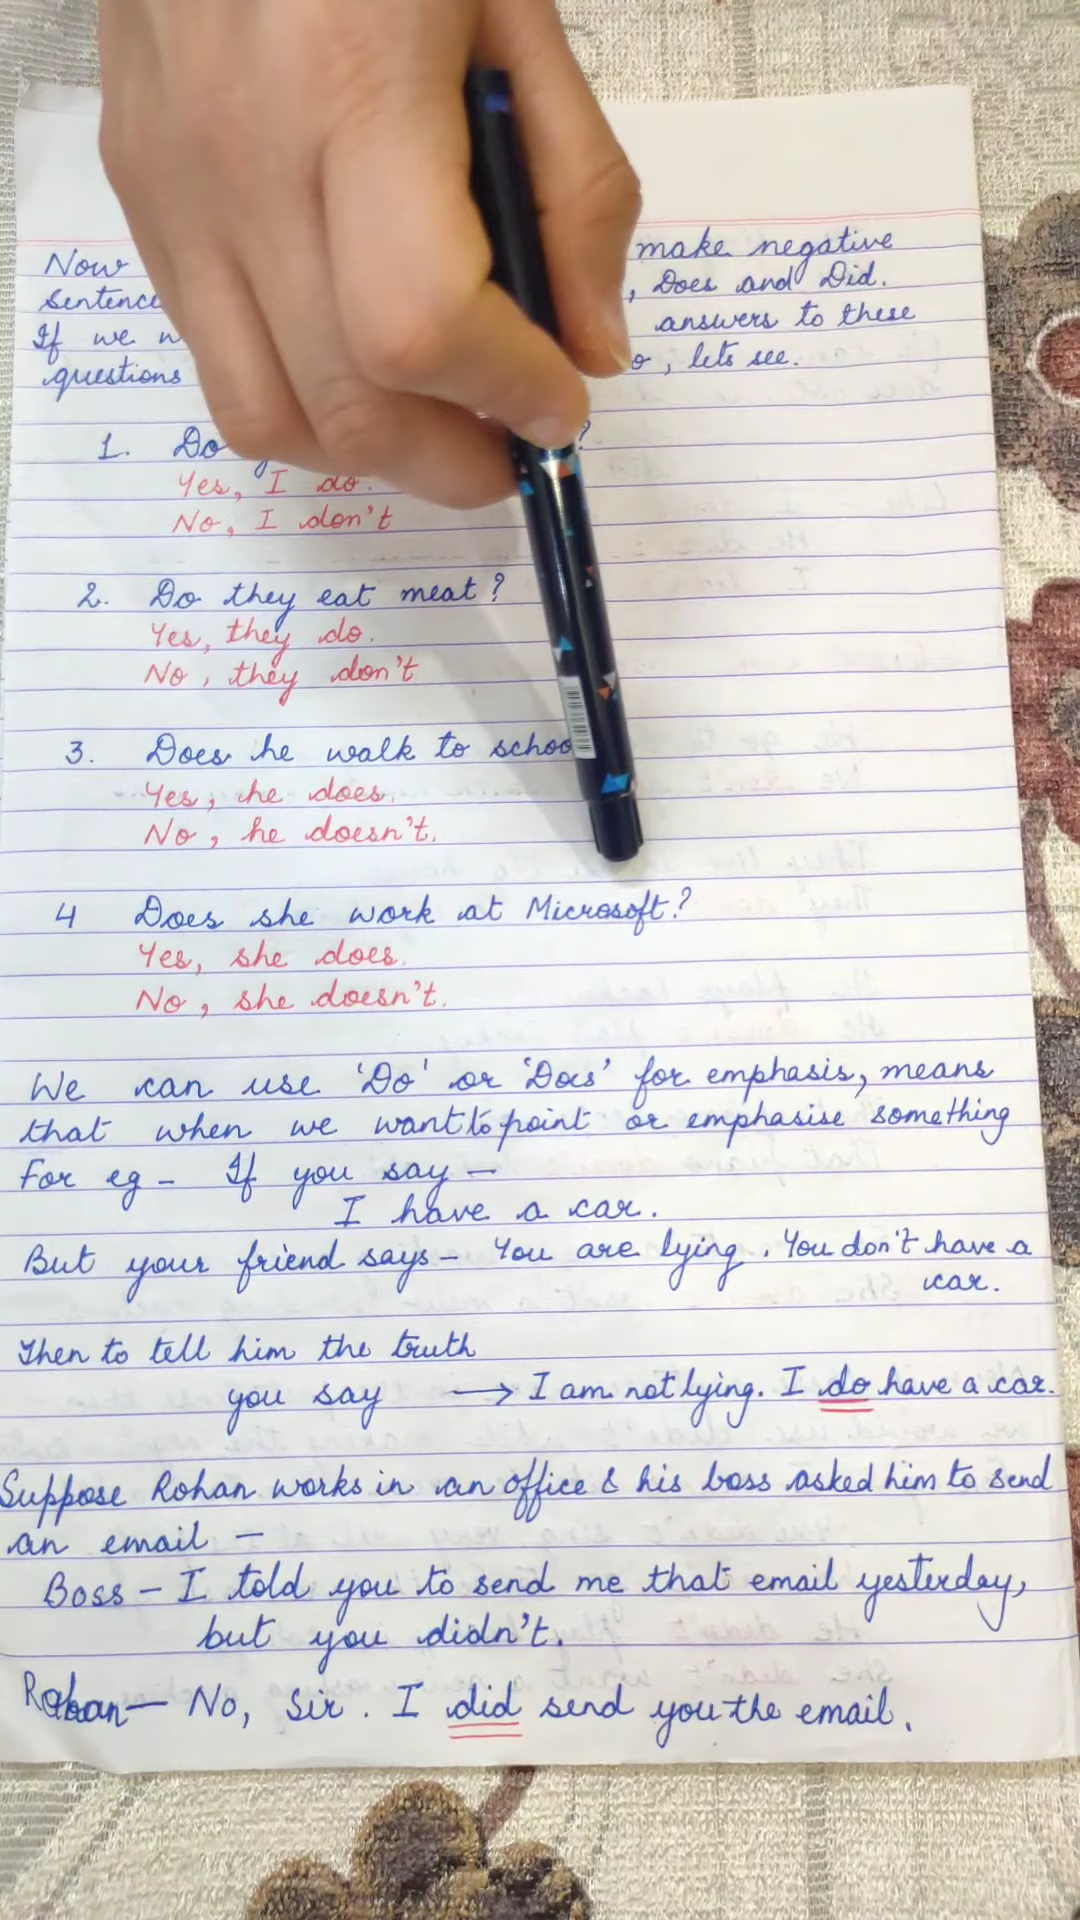 Now make negative
sentence , Does and Did.
If we answers to these
questions , lets see.
1. Do ?
Yes, I do.
No, I don't
2. Do they eat meat?
Yes, they do.
No, they don't
3. Does he walk to schoo
Yes, he does.
No, he doesn't.
4 Does she work at Microsoft?
Yes, she does.
No, she doesn't.
We can use 'Do' or 'Does' for emphasis, means
that when we want to point or emphasise something
For eg - If you say -
I have a car.
But your friend says - You are lying. You don't have a
car.
Then to tell him the truth
you say → I am not lying. I do have a car.
Suppose Rohan works in an office & his boss asked him to send
an email -
Boss - I told you to send me that email yesterday,
but you didn't.
Rohan - No, Sir. I did send you the email.